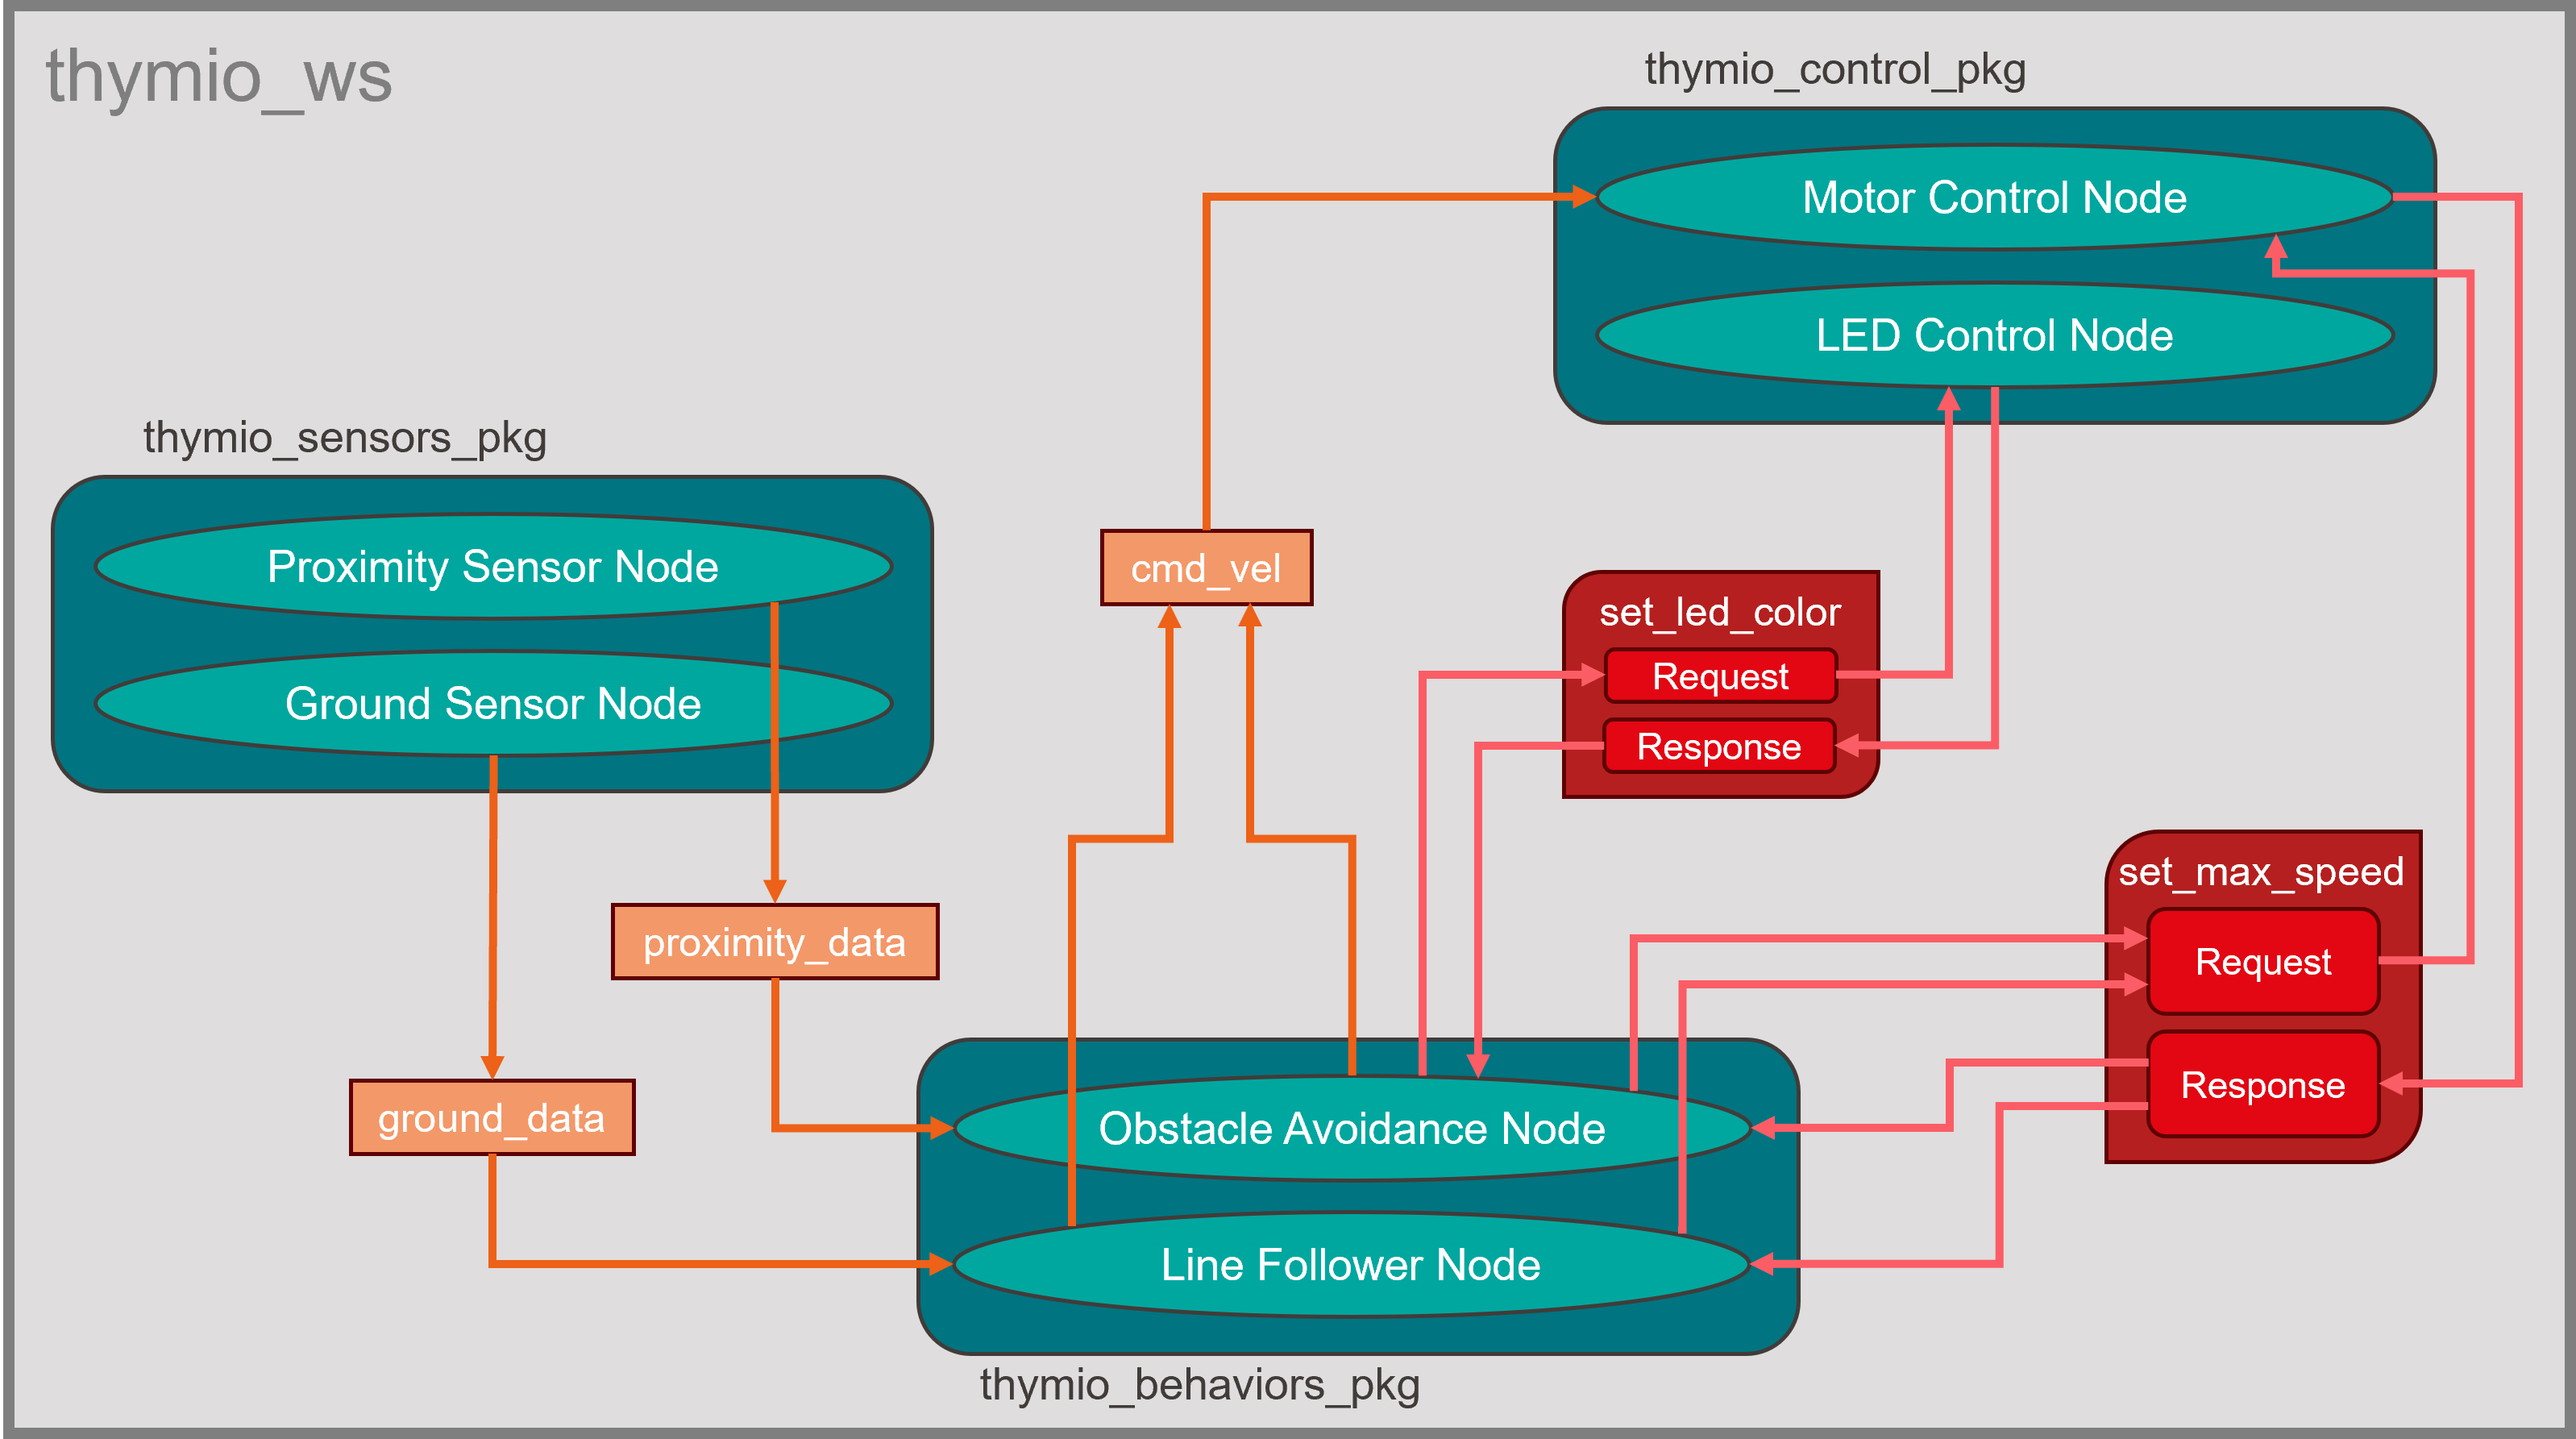 thymio_ws
thymio_control_pkg
Motor Control Node
LED Control Node
thymio_sensors_pkg
Proximity Sensor Node
Ground Sensor Node
cmd_vel
set_led_color
Request
Response
set_max_speed
Request
Response
proximity_data
ground_data
Obstacle Avoidance Node
Line Follower Node
thymio_behaviors_pkg